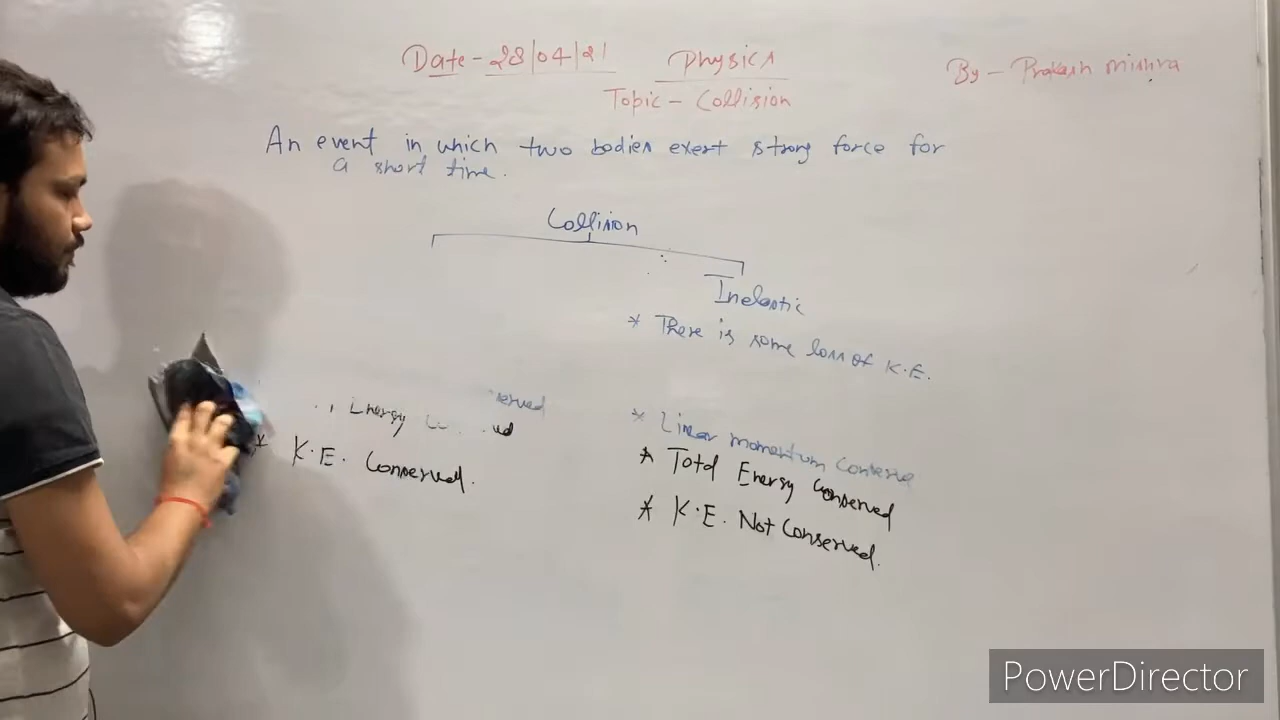 Date - 28/04/21 Physics By - Prakash Mishra
Topic - Collision
An event in which two bodies exert strong force for
a short time.
Collision
Inelastic
* There is some loss of K.E.
erved
Energy
* K.E. Conserved.
* Linear momentum Conserve
* Total Energy Conserved
* K.E. Not Conserved.
PowerDirector